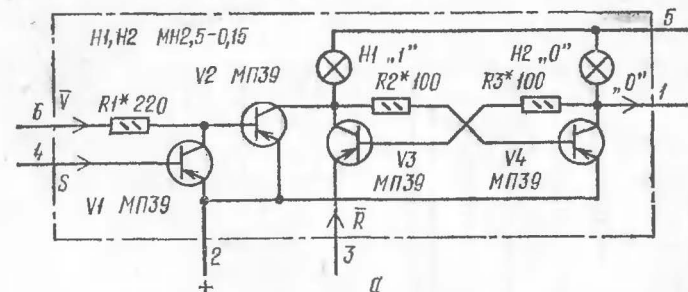 H1, H2 МН2,5-0,15
V2 МП39
H1 „1"
H2 „0"
R2* 100
R3* 100
5
V̅
R1* 220
6
„0"
1
4
S
V3
МП39
V4
МП39
V1 МП39
R̅
2
3
+
а